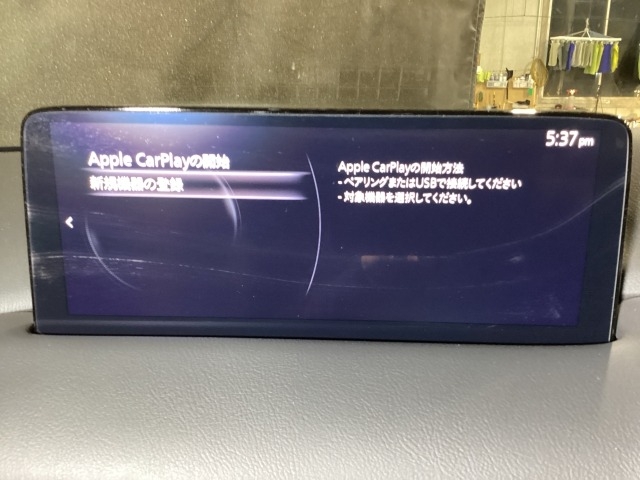 5:37 pm
Apple CarPlayの開始
新規機器の登録
Apple CarPlayの開始方法
- ペアリングまたはUSBで接続してください
- 対象機器を選択してください。